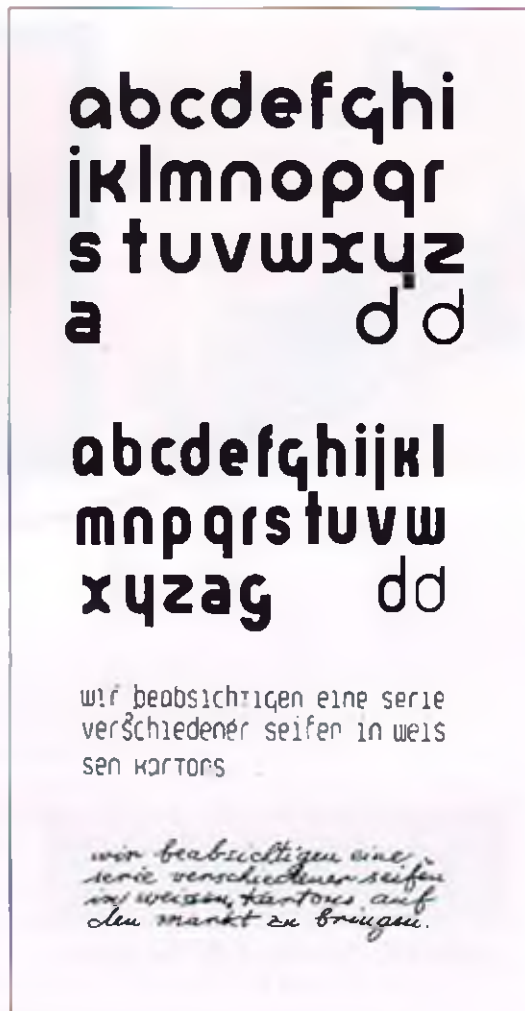 abcdefghi
jklmnopqr
stuvwxyz
a dd
abcdefghijkl
mnpqrstuvw
xyzag dd
wir beabsichtigen eine serie
verschiedener seifen in weis
sen kartons
wir beabsichtigen eine
serie verschiedener seifen
in weissen kartons auf
den markt zu bringen.